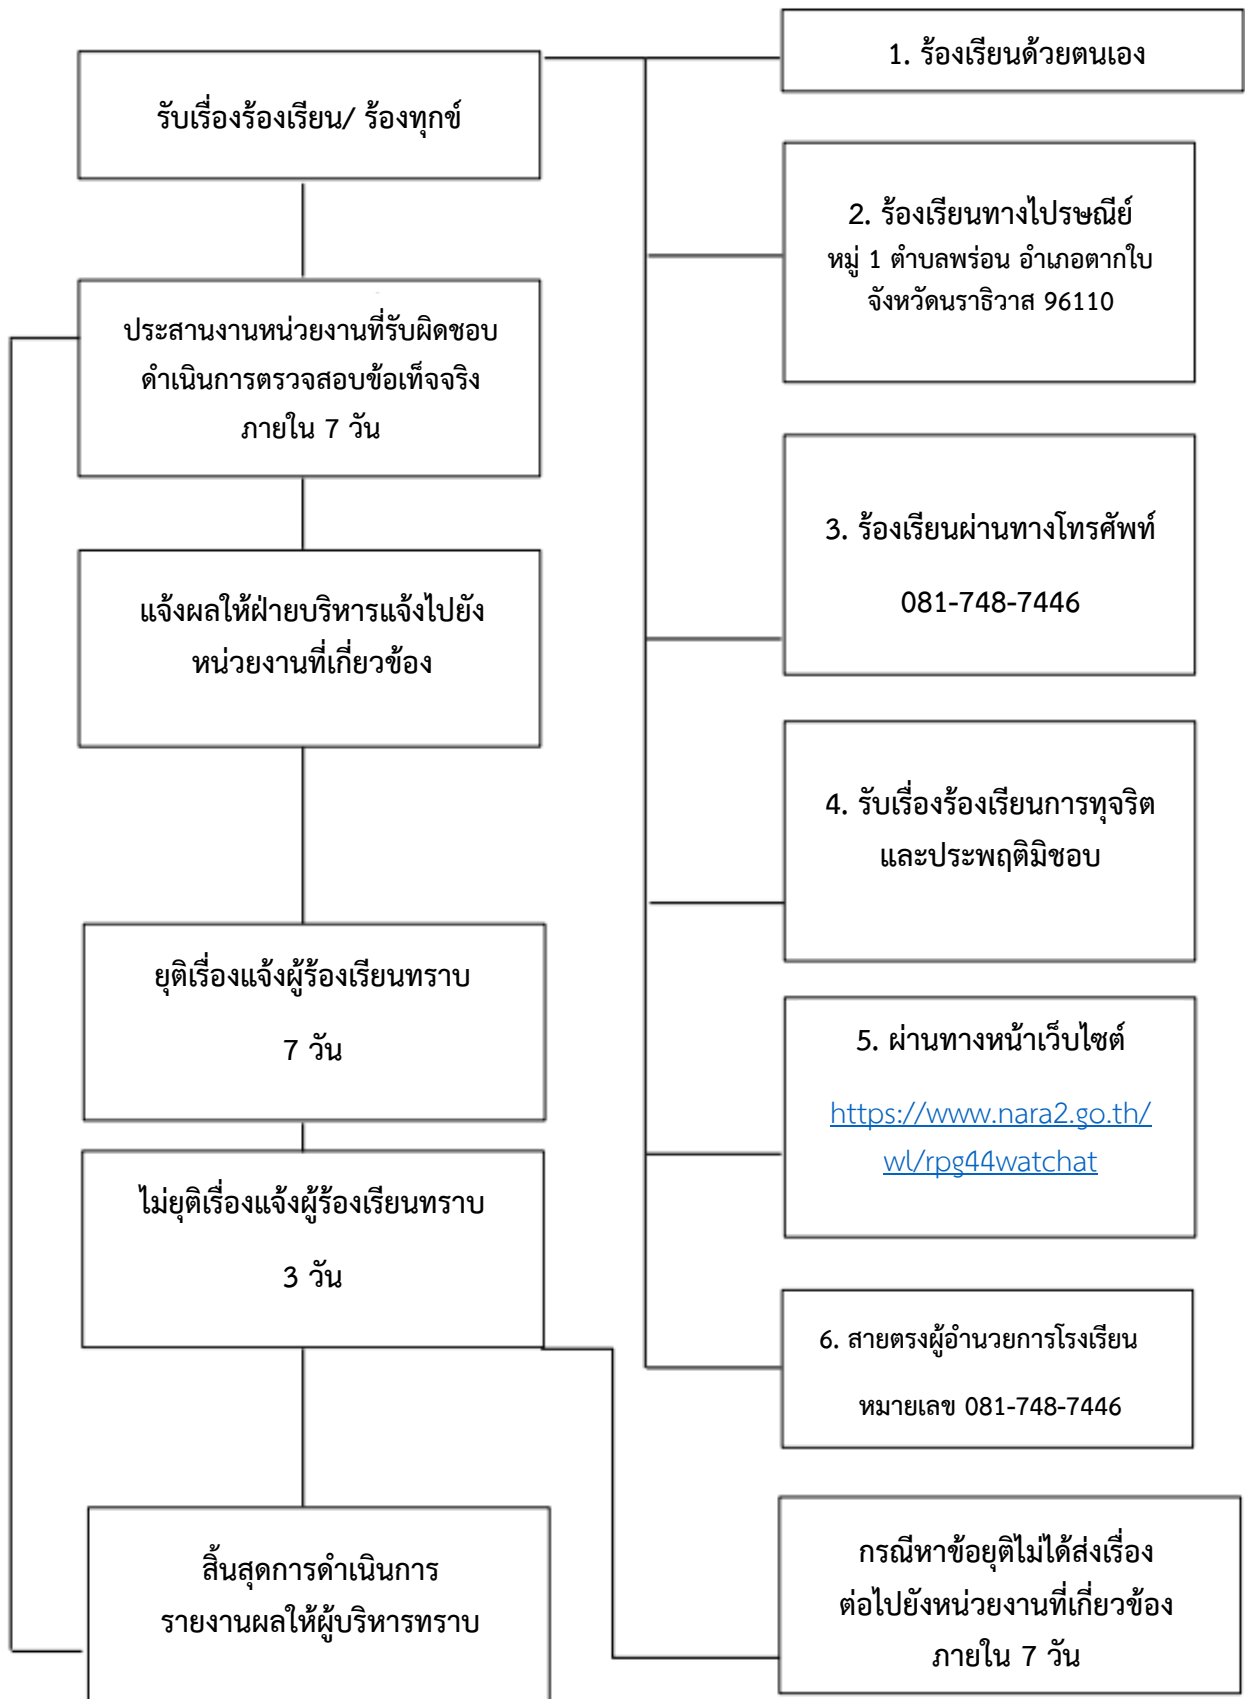 รับเรื่องร้องเรียน/ ร้องทุกข์
ประสานงานหน่วยงานที่รับผิดชอบ
ดำเนินการตรวจสอบข้อเท็จจริง
ภายใน 7 วัน
แจ้งผลให้ฝ่ายบริหารแจ้งไปยัง
หน่วยงานที่เกี่ยวข้อง
ยุติเรื่องแจ้งผู้ร้องเรียนทราบ
7 วัน
ไม่ยุติเรื่องแจ้งผู้ร้องเรียนทราบ
3 วัน
สิ้นสุดการดำเนินการ
รายงานผลให้ผู้บริหารทราบ
1. ร้องเรียนด้วยตนเอง
2. ร้องเรียนทางไปรษณีย์
หมู่ 1 ตำบลพร่อน อำเภอตากใบ
จังหวัดนราธิวาส 96110
3. ร้องเรียนผ่านทางโทรศัพท์
081-748-7446
4. รับเรื่องร้องเรียนการทุจริต
และประพฤติมิชอบ
5. ผ่านทางหน้าเว็บไซต์
https://www.nara2.go.th/
wl/rpg44watchat
6. สายตรงผู้อำนวยการโรงเรียน
หมายเลข 081-748-7446
กรณีหาข้อยุติไม่ได้ส่งเรื่อง
ต่อไปยังหน่วยงานที่เกี่ยวข้อง
ภายใน 7 วัน